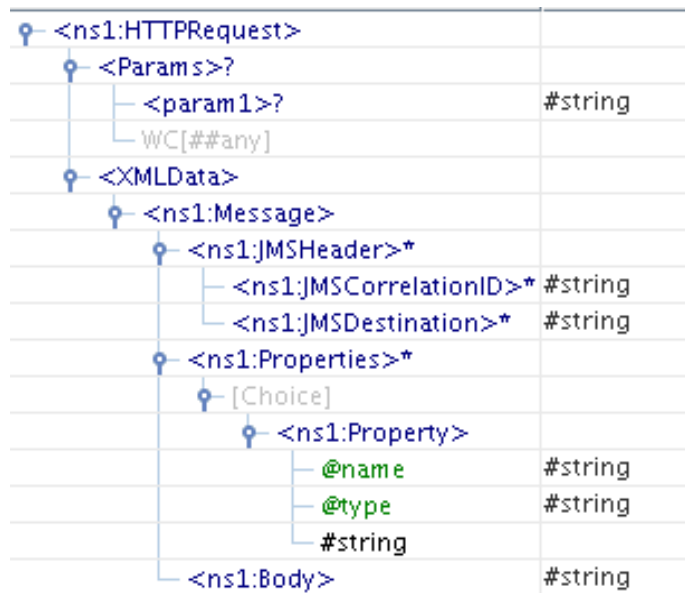 <ns1:HTTPRequest>
<Params>?
<param1>? #string
WC[##any]
<XMLData>
<ns1:Message>
<ns1:JMSHeader>*
<ns1:JMSCorrelationID>* #string
<ns1:JMSDestination>* #string
<ns1:Properties>*
[Choice]
<ns1:Property>
@name #string
@type #string
#string
<ns1:Body> #string